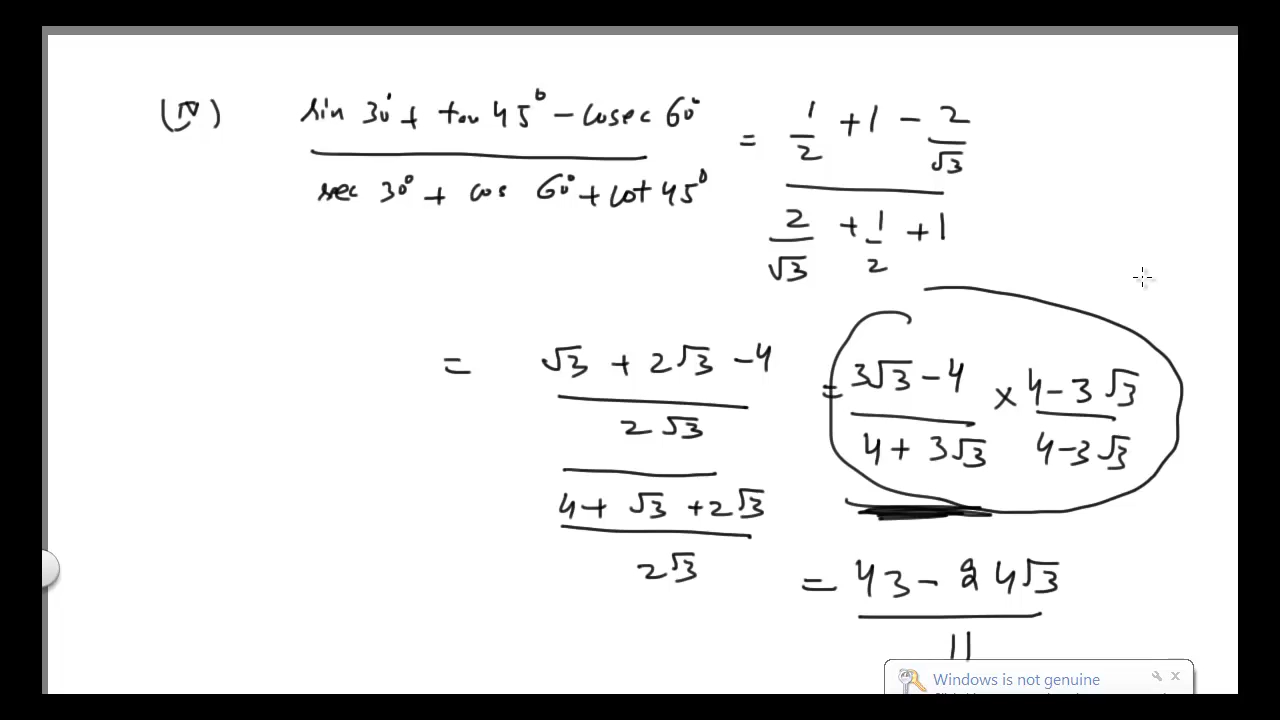 (iv) sin 30° + tan 45° - cosec 60° = 1/2 + 1 - 2/√3
sec 30° + cos 60° + cot 45° 2/√3 + 1/2 + 1
= √3 + 2√3 - 4 = 3√3 - 4 × 4 - 3√3
2√3 4 + 3√3 4 - 3√3
4 + √3 + 2√3
2√3
= 43 - 24√3
11
Windows is not genuine